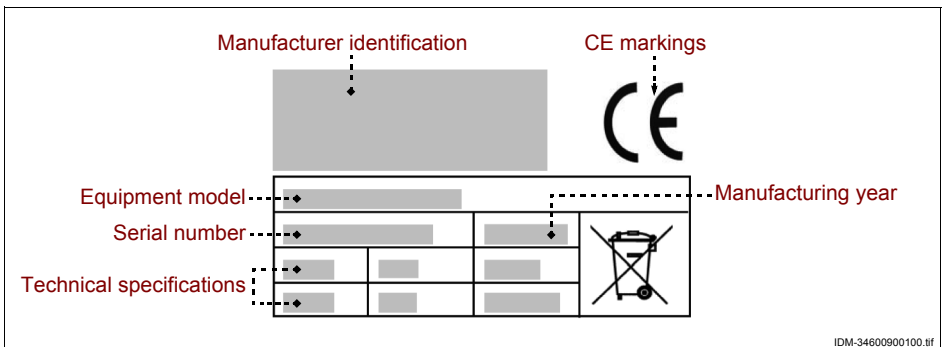 Manufacturer identification
CE markings
CE
Equipment model
Manufacturing year
Serial number
Technical specifications
IDM-34600900100.tif